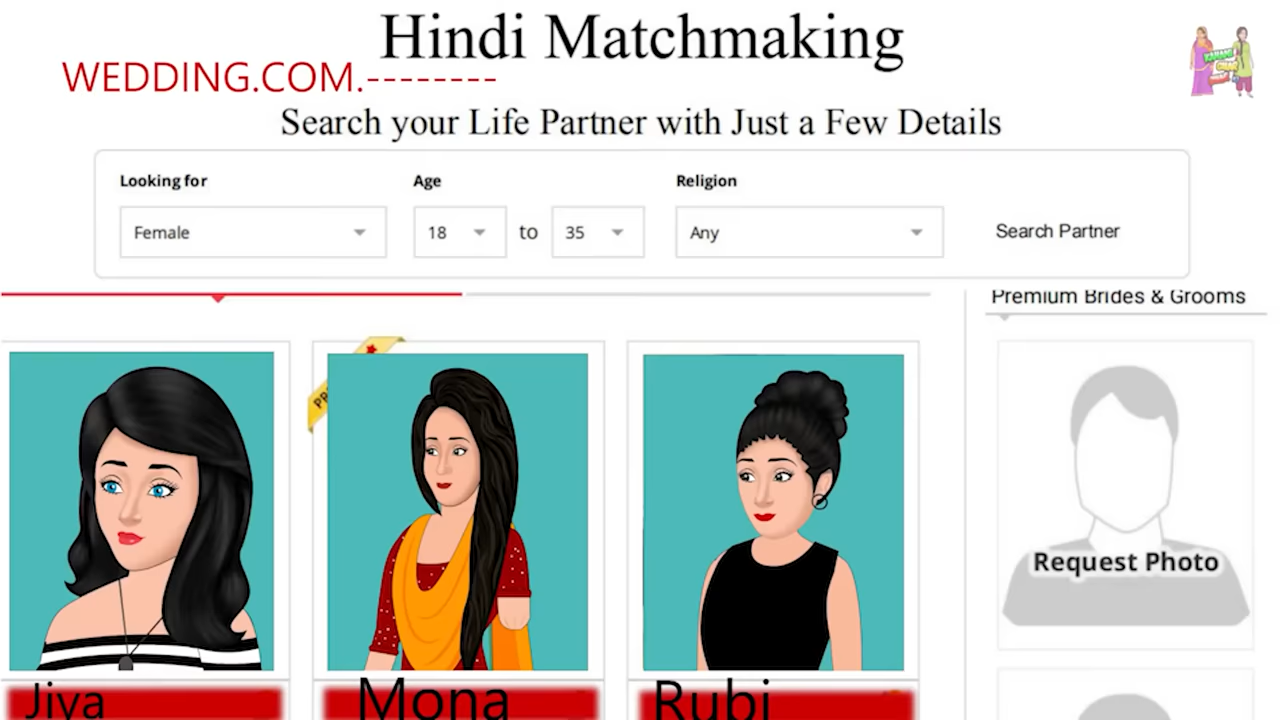 Hindi Matchmaking
WEDDING.COM.--------
Search your Life Partner with Just a Few Details
Looking for
Age
Religion
Female
18
to
35
Any
Search Partner
Premium Brides & Grooms
Request Photo
Jiya
Mona
Rubi